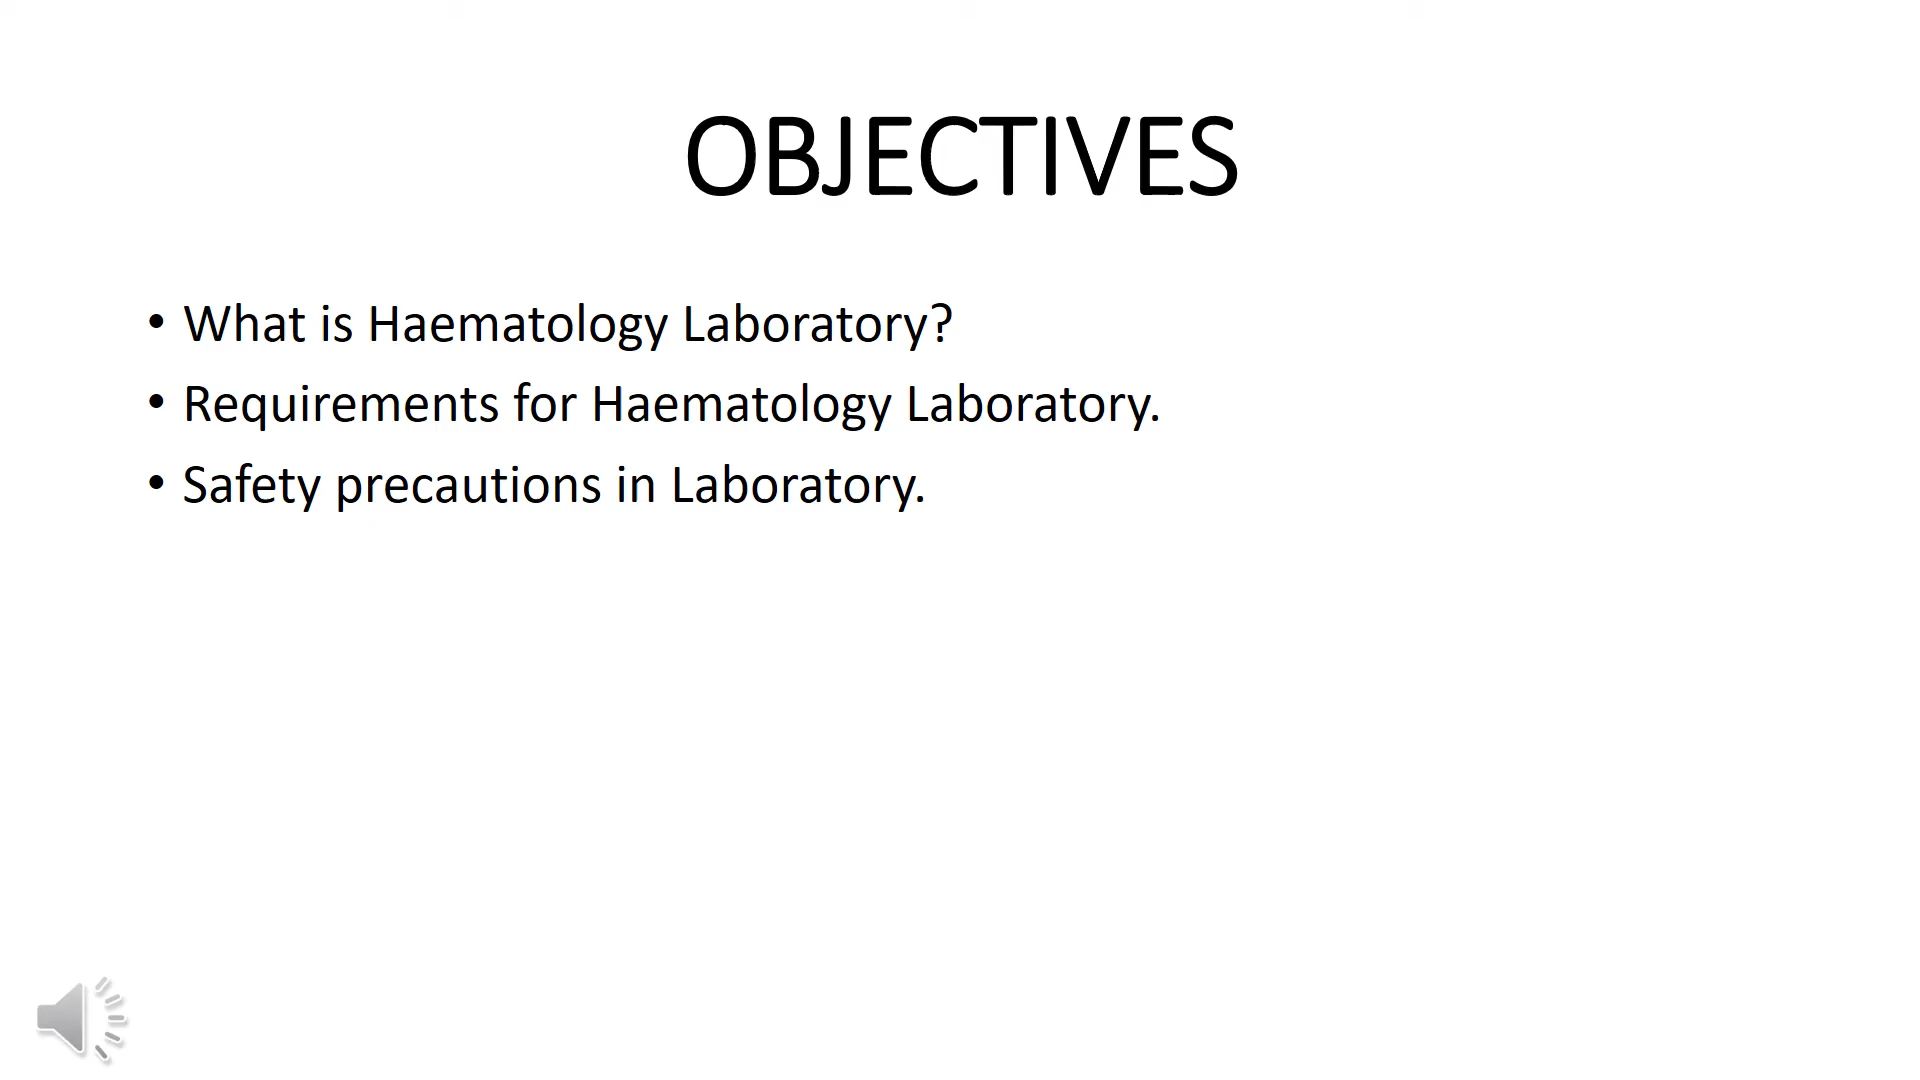 OBJECTIVES
• What is Haematology Laboratory?
• Requirements for Haematology Laboratory.
• Safety precautions in Laboratory.